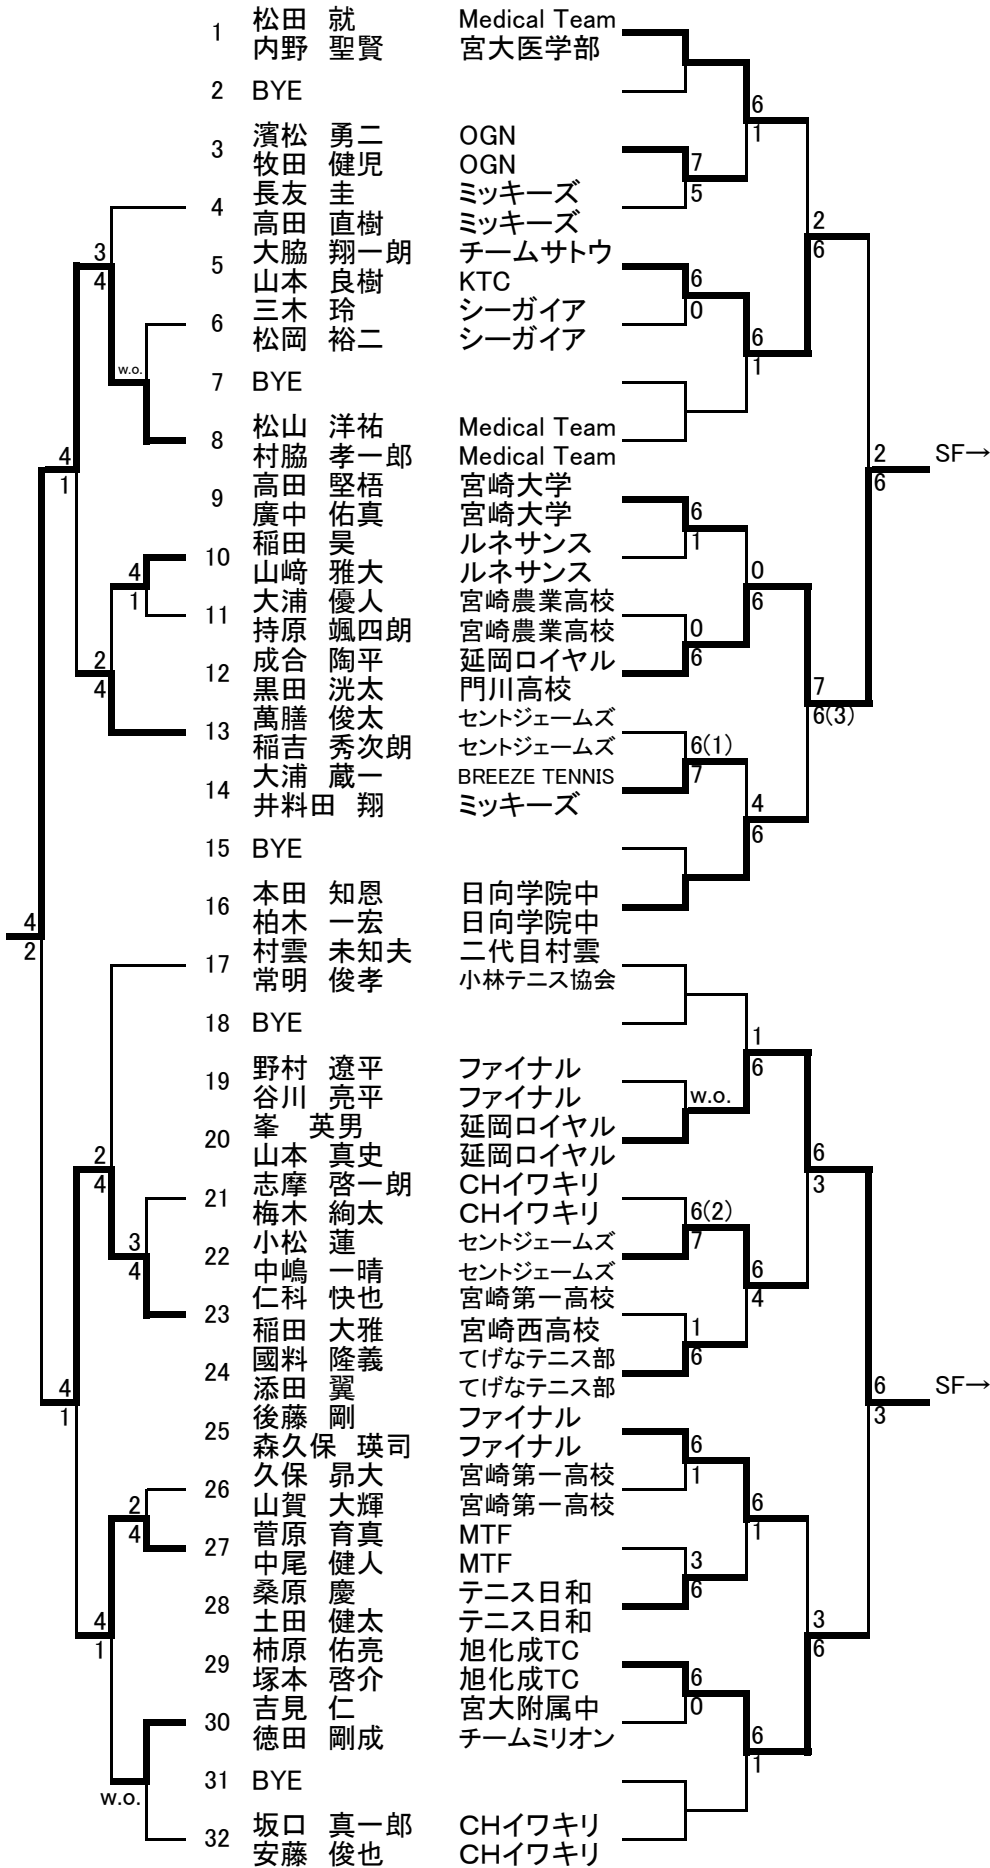 松田 就 Medical Team
1
内野 聖賢 宮大医学部
2 BYE
6
1
濱松 勇二 OGN
3
牧田 健児 OGN
7
5
長友 圭 ミッキーズ
4
高田 直樹 ミッキーズ
2
6
3
4
大脇 翔一朗 チームサトウ
5
山本 良樹 KTC
6
0
三木 玲 シーガイア
6
松岡 裕二 シーガイア
6
1
w.o.
7 BYE
松山 洋祐 Medical Team
8
村脇 孝一郎 Medical Team
4
1
2
6
SF→
高田 堅梧 宮崎大学
9
廣中 佑真 宮崎大学
6
1
稲田 昊 ルネサンス
10
山﨑 雅大 ルネサンス
4
1
0
6
大浦 優人 宮崎農業高校
11
持原 颯四朗 宮崎農業高校
0
6
成合 陶平 延岡ロイヤル
12
黒田 洸太 門川高校
2
4
7
6(3)
萬膳 俊太 セントジェームズ
13
稲吉 秀次朗 セントジェームズ
6(1)
7
大浦 蔵一 BREEZE TENNIS
14
井料田 翔 ミッキーズ
4
6
15 BYE
本田 知恩 日向学院中
16
柏木 一宏 日向学院中
4
2
村雲 未知夫 二代目村雲
17
常明 俊孝 小林テニス協会
18 BYE
1
6
野村 遼平 ファイナル
19
谷川 亮平 ファイナル
w.o.
峯 英男 延岡ロイヤル
20
山本 真史 延岡ロイヤル
2
4
6
3
志摩 啓一朗 CHイワキリ
21
梅木 絢太 CHイワキリ
6(2)
7
小松 蓮 セントジェームズ
22
中嶋 一晴 セントジェームズ
3
4
6
4
仁科 快也 宮崎第一高校
23
稲田 大雅 宮崎西高校
1
6
國料 隆義 てげなテニス部
24
添田 翼 てげなテニス部
4
1
6
3
SF→
後藤 剛 ファイナル
25
森久保 瑛司 ファイナル
6
1
久保 昴大 宮崎第一高校
26
山賀 大輝 宮崎第一高校
2
4
6
1
菅原 育真 MTF
27
中尾 健人 MTF
3
6
桑原 慶 テニス日和
28
土田 健太 テニス日和
4
1
3
6
柿原 佑亮 旭化成TC
29
塚本 啓介 旭化成TC
6
0
吉見 仁 宮大附属中
30
徳田 剛成 チームミリオン
6
1
31 BYE
w.o.
坂口 真一郎 CHイワキリ
32
安藤 俊也 CHイワキリ